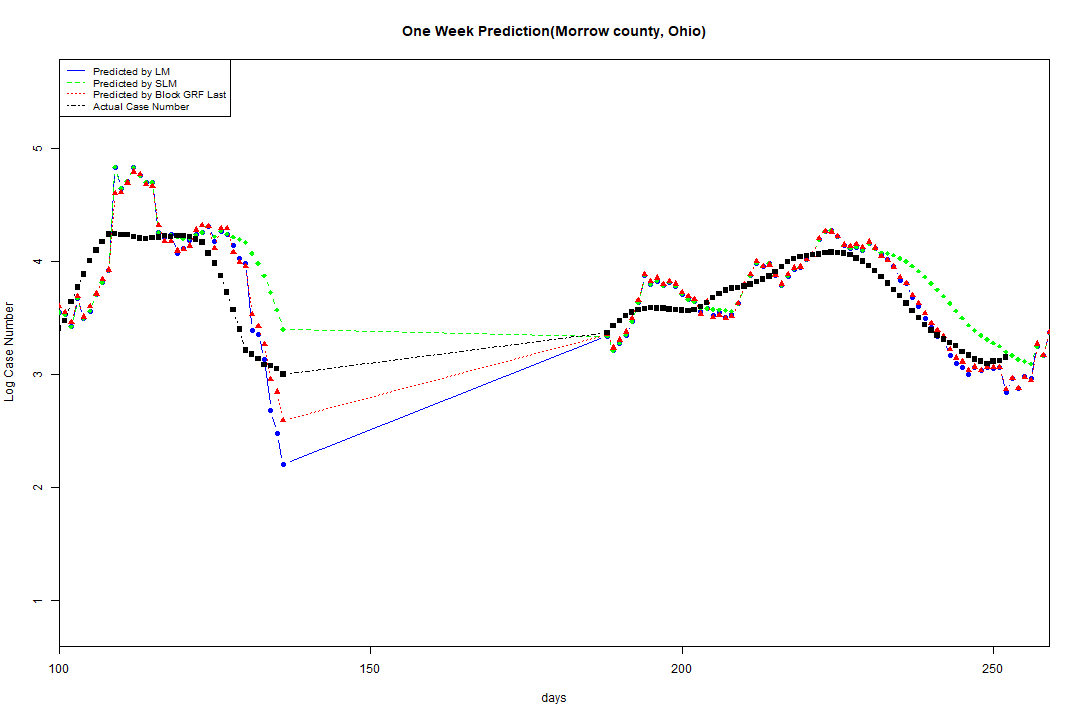 One Week Prediction(Morrow county, Ohio)
Predicted by LM
Predicted by SLM
Predicted by Block GRF Last
Actual Case Number
5
4
3
2
1
Log Case Number
100 150 200 250
days